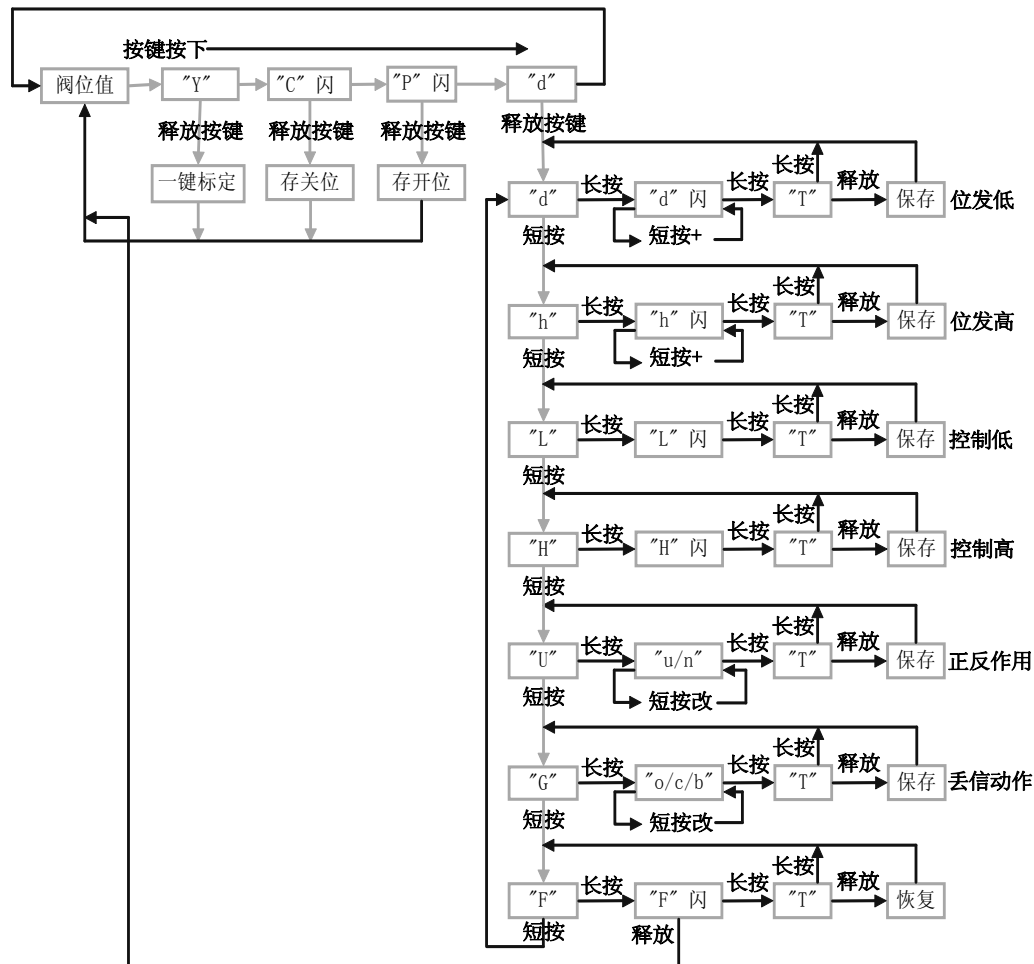 按键按下
阀位值 "Y" "C" 闪 "P" 闪 "d"
释放按键 释放按键 释放按键 释放按键
一键标定 存关位 存开位
"d" 长按 "d" 闪 长按 "T" 长按 释放 保存 位发低
短按 短按+
"h" 长按 "h" 闪 长按 "T" 长按 释放 保存 位发高
短按 短按+
"L" 长按 "L" 闪 长按 "T" 长按 释放 保存 控制低
短按
"H" 长按 "H" 闪 长按 "T" 长按 释放 保存 控制高
短按
"U" 长按 "u/n" 长按 "T" 长按 释放 保存 正反作用
短按 短按改
"G" 长按 "o/c/b" 长按 "T" 长按 释放 保存 丢信动作
短按 短按改
"F" 长按 "F" 闪 长按 "T" 长按 释放 恢复
短按 释放